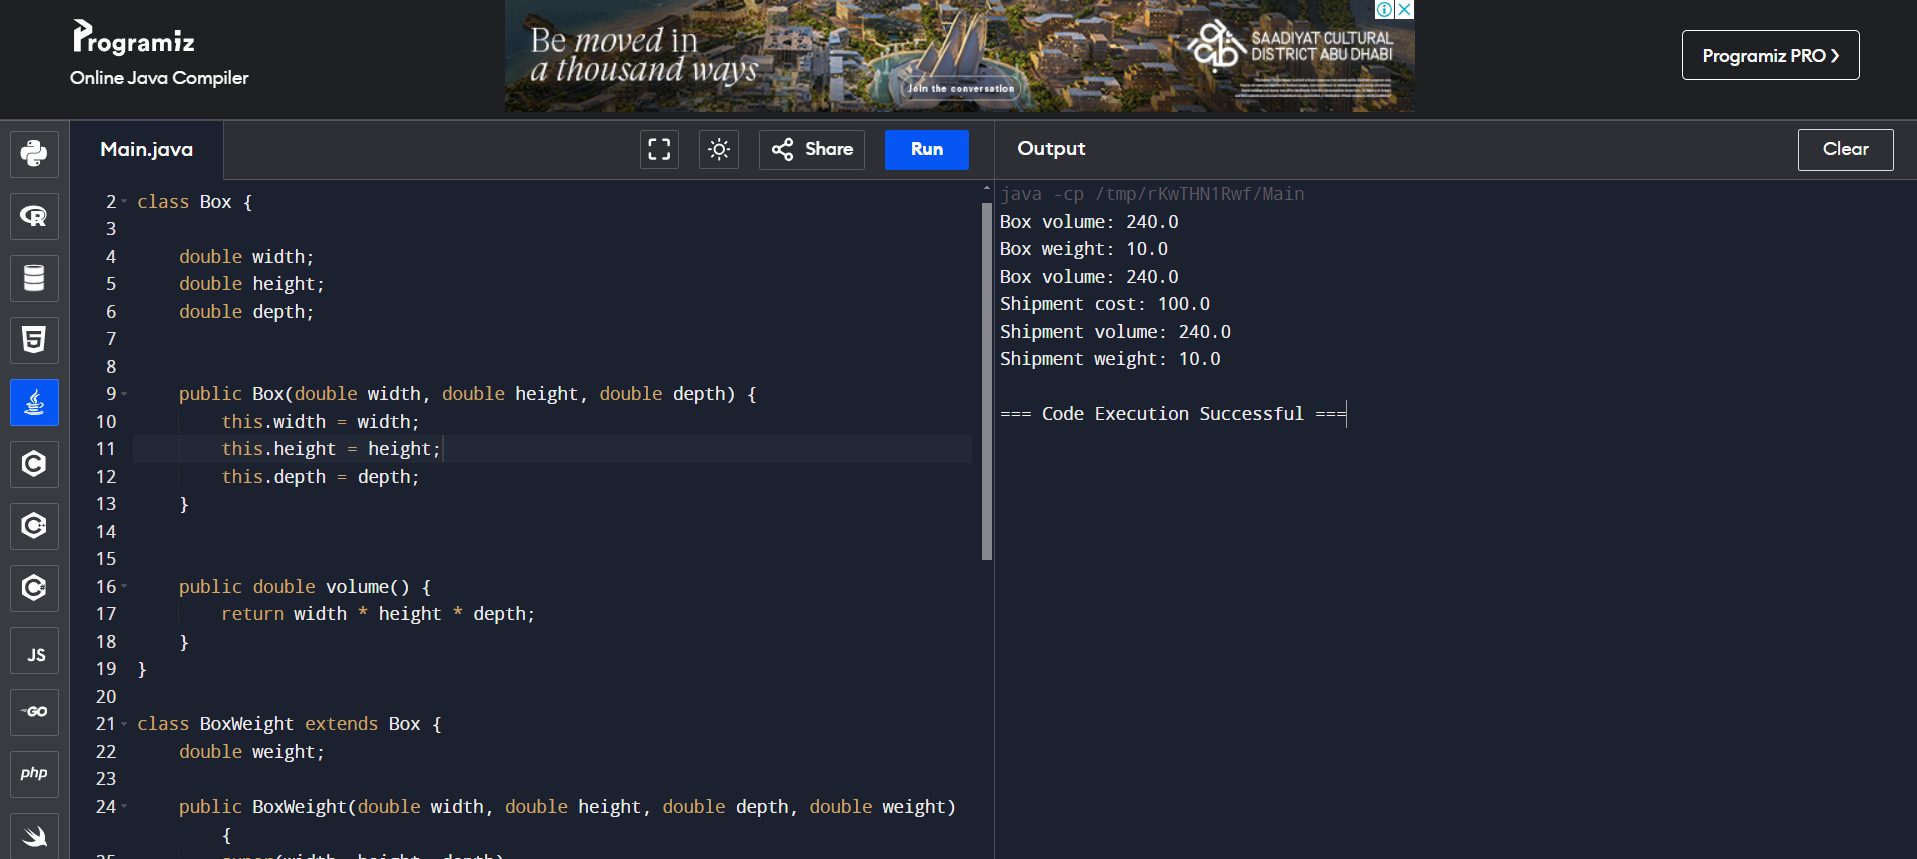 Programiz
Online Java Compiler
Be moved in
a thousand ways
Join the conversation
SAADIYAT CULTURAL
DISTRICT ABU DHABI
Programiz PRO ❯
Main.java
Share
Run
Output
Clear
2 class Box {
3
4 double width;
5 double height;
6 double depth;
7
8
9 public Box(double width, double height, double depth) {
10 this.width = width;
11 this.height = height;
12 this.depth = depth;
13 }
14
15
16 public double volume() {
17 return width * height * depth;
18 }
19 }
20
21 class BoxWeight extends Box {
22 double weight;
23
24 public BoxWeight(double width, double height, double depth, double weight)
{
25 super(width, height, depth)
java -cp /tmp/rKwTHN1Rwf/Main
Box volume: 240.0
Box weight: 10.0
Box volume: 240.0
Shipment cost: 100.0
Shipment volume: 240.0
Shipment weight: 10.0
=== Code Execution Successful ===
R
5
C
C++
C#
JS
GO
php